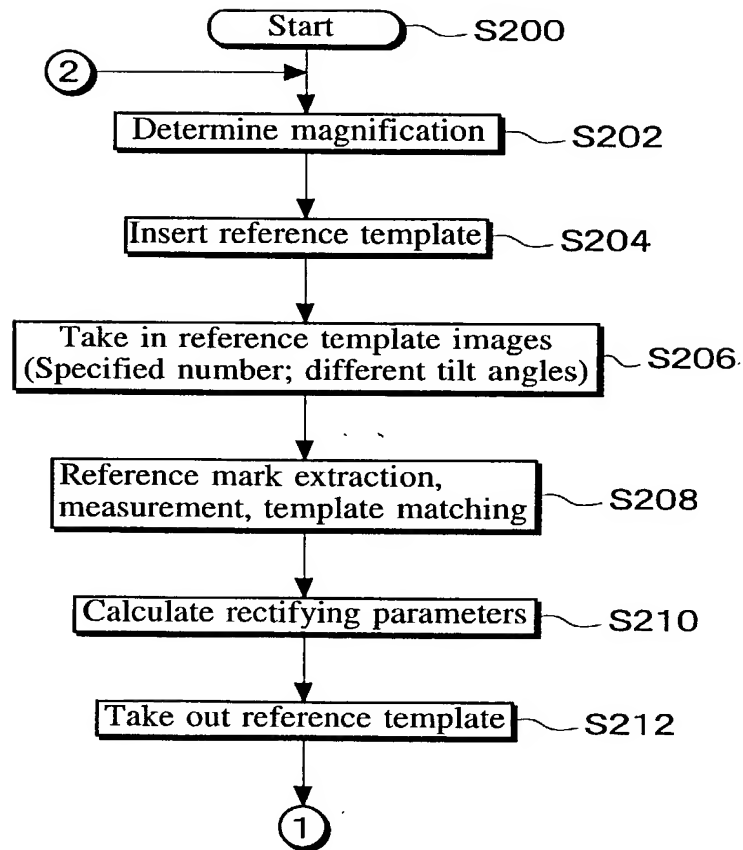 Start
S200
2
Determine magnification
S202
Insert reference template
S204
Take in reference template images
(Specified number; different tilt angles)
S206
Reference mark extraction,
measurement, template matching
S208
Calculate rectifying parameters
S210
Take out reference template
S212
1